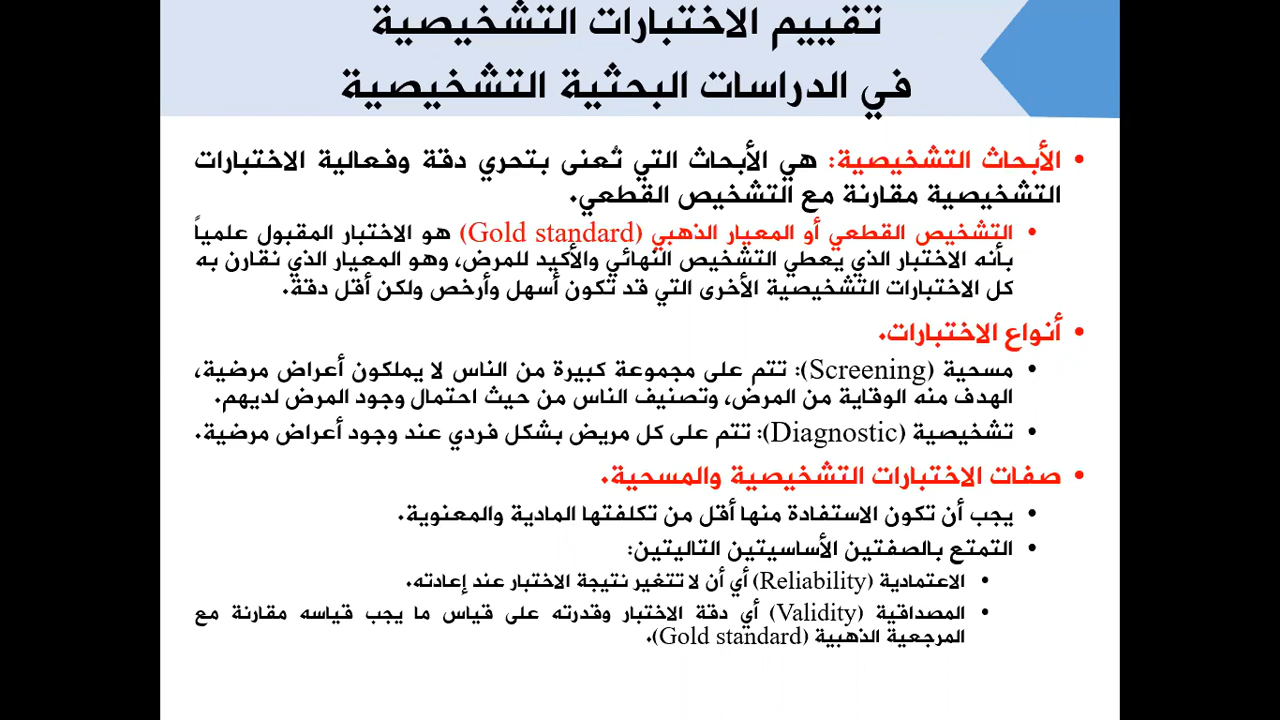 تقييم الاختبارات التشخيصية
في الدراسات البحثية التشخيصية
• الأبحاث التشخيصية: هي الأبحاث التي تُعنى بتحري دقة وفعالية الاختبارات
التشخيصية مقارنة مع التشخيص القطعي.
• التشخيص القطعي أو المعيار الذهبي (Gold standard) هو الاختبار المقبول علمياً
بأنه الاختبار الذي يعطي التشخيص النهائي والأكيد للمرض، وهو المعيار الذي نقارن به
كل الاختبارات التشخيصية الأخرى التي قد تكون أسهل وأرخص ولكن أقل دقة.
• أنواع الاختبارات.
• مسحية (Screening): تتم على مجموعة كبيرة من الناس لا يملكون أعراض مرضية،
الهدف منه الوقاية من المرض، وتصنيف الناس من حيث احتمال وجود المرض لديهم.
• تشخيصية (Diagnostic): تتم على كل مريض بشكل فردي عند وجود أعراض مرضية.
• صفات الاختبارات التشخيصية والمسحية.
• يجب أن تكون الاستفادة منها أقل من تكلفتها المادية والمعنوية.
• التمتع بالصفتين الأساسيتين التاليتين:
• الاعتمادية (Reliability) أي أن لا تتغير نتيجة الاختبار عند إعادته.
• المصداقية (Validity) أي دقة الاختبار وقدرته على قياس ما يجب قياسه مقارنة مع
المرجعية الذهبية (Gold standard).